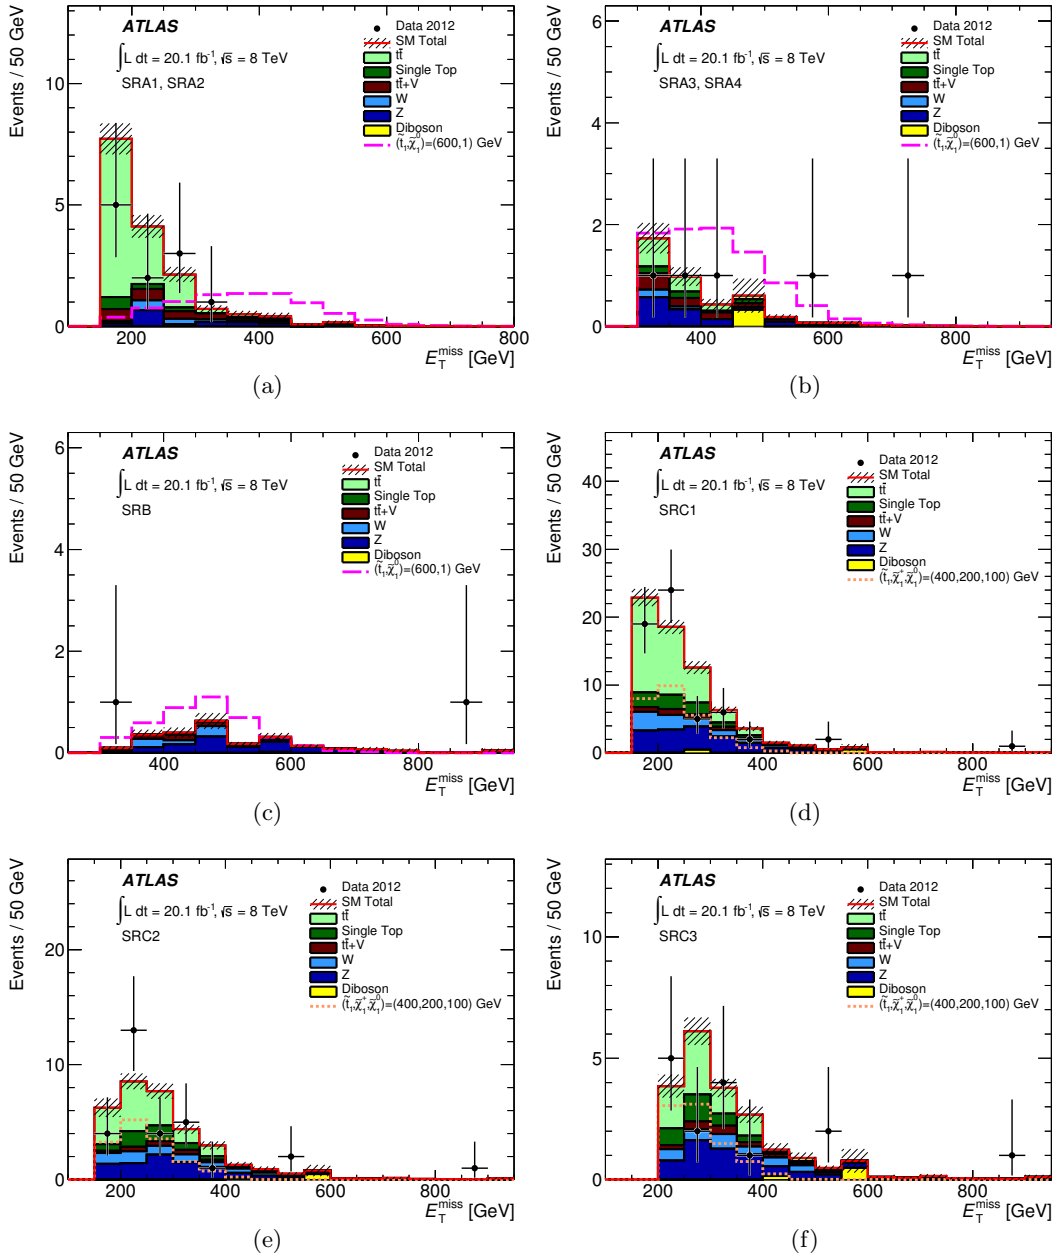 ATLAS
∫L dt = 20.1 fb⁻¹, √s = 8 TeV
SRA1, SRA2
Data 2012
SM Total
tt̄
Single Top
tt̄+V
W
Z
Diboson
(t̃₁,χ̃₁⁰)=(600,1) GeV
Events / 50 GeV
10
5
0
200 400 600 800
E_T^miss [GeV]
(a)
ATLAS
∫L dt = 20.1 fb⁻¹, √s = 8 TeV
SRA3, SRA4
Data 2012
SM Total
tt̄
Single Top
tt̄+V
W
Z
Diboson
(t̃₁,χ̃₁⁰)=(600,1) GeV
Events / 50 GeV
6
4
2
0
400 600 800
E_T^miss [GeV]
(b)
ATLAS
∫L dt = 20.1 fb⁻¹, √s = 8 TeV
SRB
Data 2012
SM Total
tt̄
Single Top
tt̄+V
W
Z
Diboson
(t̃₁,χ̃₁⁰)=(600,1) GeV
Events / 50 GeV
6
4
2
0
400 600 800
E_T^miss [GeV]
(c)
ATLAS
∫L dt = 20.1 fb⁻¹, √s = 8 TeV
SRC1
Data 2012
SM Total
tt̄
Single Top
tt̄+V
W
Z
Diboson
(t̃₁,χ̃₁⁺,χ̃₁⁰)=(400,200,100) GeV
Events / 50 GeV
40
30
20
10
0
200 400 600 800
E_T^miss [GeV]
(d)
ATLAS
∫L dt = 20.1 fb⁻¹, √s = 8 TeV
SRC2
Data 2012
SM Total
tt̄
Single Top
tt̄+V
W
Z
Diboson
(t̃₁,χ̃₁⁺,χ̃₁⁰)=(400,200,100) GeV
Events / 50 GeV
20
10
0
200 400 600 800
E_T^miss [GeV]
(e)
ATLAS
∫L dt = 20.1 fb⁻¹, √s = 8 TeV
SRC3
Data 2012
SM Total
tt̄
Single Top
tt̄+V
W
Z
Diboson
(t̃₁,χ̃₁⁺,χ̃₁⁰)=(400,200,100) GeV
Events / 50 GeV
10
5
0
200 400 600 800
E_T^miss [GeV]
(f)